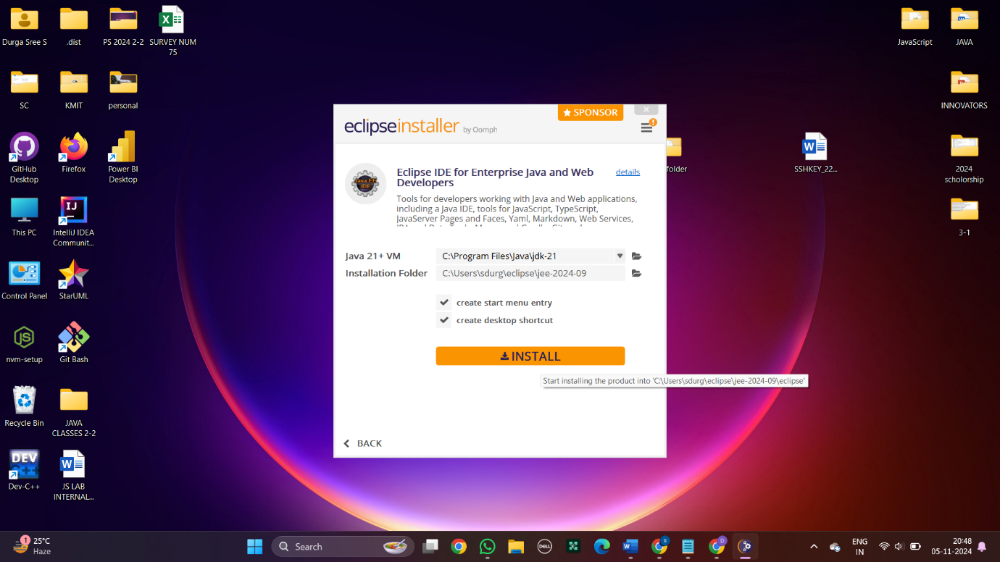 Durga Sree S
.dist
PS 2024 2-2
SURVEY NUM
75
JavaScript
JAVA
SC
KMIT
personal
INNOVATORS
GitHub
Desktop
Firefox
Power BI
Desktop
folder
SSHKEY_22...
2024
scholorship
This PC
IntelliJ IDEA
Communit...
3-1
Control Panel
StarUML
nvm-setup
Git Bash
Recycle Bin
JAVA
CLASSES 2-2
DEV
C++
Dev-C++
JS LAB
INTERNAL...
SPONSOR
eclipseinstaller by Oomph
Java EE
IDE
Eclipse IDE for Enterprise Java and Web
Developers
details
Tools for developers working with Java and Web applications,
including a Java IDE, tools for JavaScript, TypeScript,
JavaServer Pages and Faces, Yaml, Markdown, Web Services,
Java 21+ VM
C:\Program Files\Java\jdk-21
Installation Folder
C:\Users\sdurg\eclipse\jee-2024-09
create start menu entry
create desktop shortcut
INSTALL
Start installing the product into 'C:\Users\sdurg\eclipse\jee-2024-09\eclipse'
BACK
1
25°C
Haze
Search
DELL
ENG
IN
20:48
05-11-2024